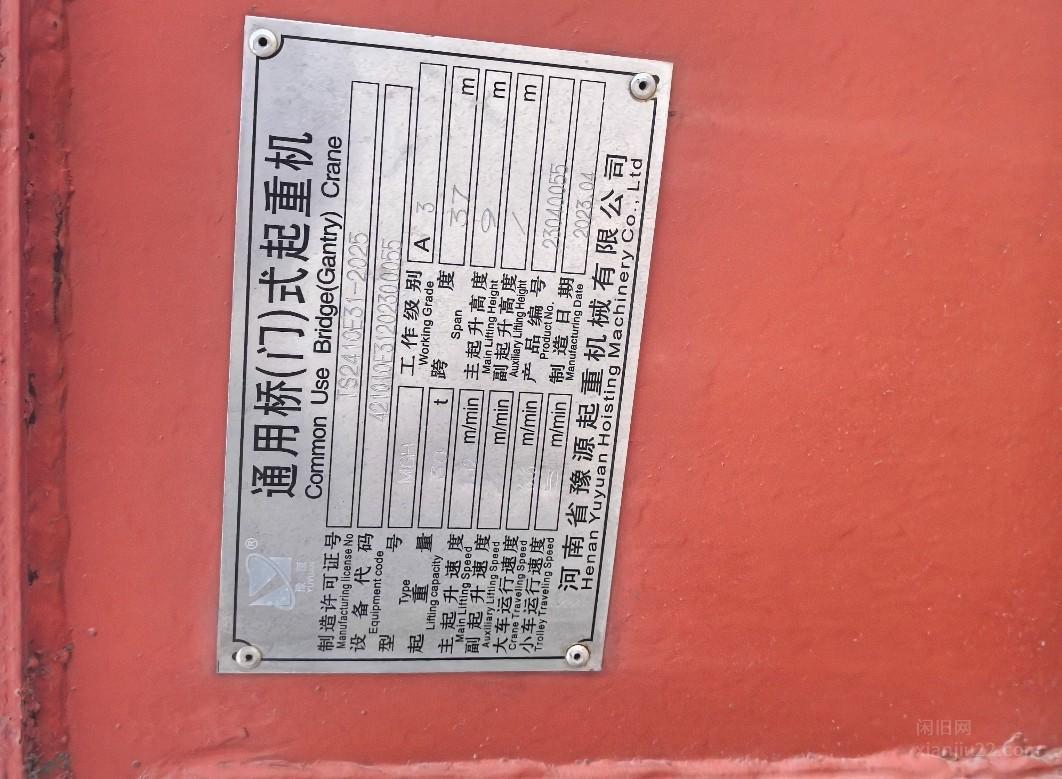 通用桥(门)式起重机
Common Use Bridge(Gantry) Crane
豫源
YUYUAN
®
制造许可证号 TS2410E31-2025
Manufacturing license No
设备代码
Equipment code
型号
Type
工作级别 A 3
Working Grade
起重量 t
Lifting capacity
跨度 37 m
Span
主起升速度 m/min
Main Lifting Speed
主起升高度 9 m
Main Lifting Height
副起升速度 m/min
Auxiliary Lifting Speed
副起升高度 / m
Auxiliary Lifting Height
大车运行速度 m/min
Crane Traveling Speed
产品编号 23040055
Product No.
小车运行速度 m/min
Trolley Traveling Speed
制造日期 2023.04
Manufacturing Date
河南省豫源起重机械有限公司
Henan Yuyuan Hoisting Machinery Co., Ltd
闲旧网
xianjiu22.com